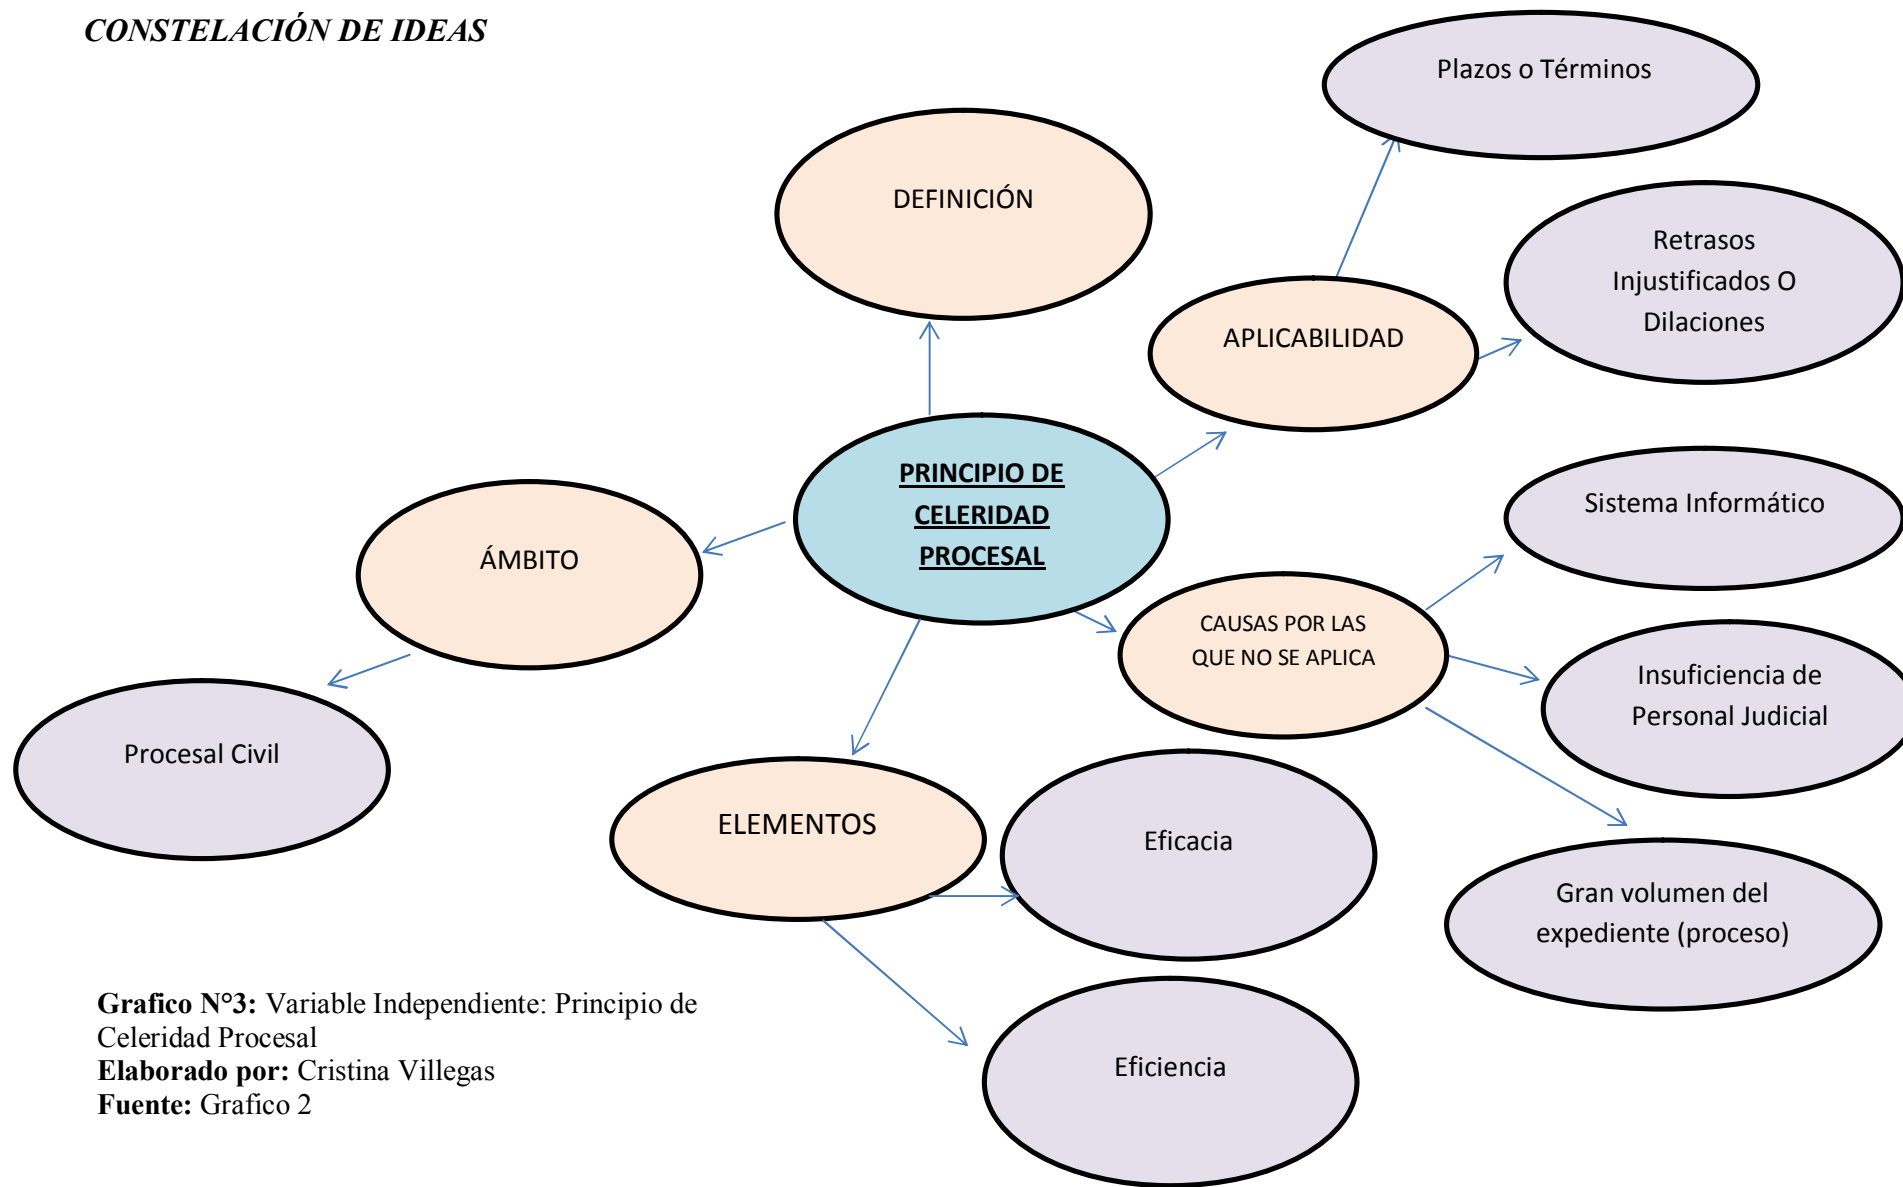 CONSTELACIÓN DE IDEAS
Plazos o Términos
DEFINICIÓN
Retrasos
Injustificados O
Dilaciones
APLICABILIDAD
PRINCIPIO DE
CELERIDAD
PROCESAL
Sistema Informático
ÁMBITO
CAUSAS POR LAS
QUE NO SE APLICA
Insuficiencia de
Personal Judicial
Procesal Civil
ELEMENTOS
Eficacia
Gran volumen del
expediente (proceso)
Eficiencia
Grafico N°3: Variable Independiente: Principio de
Celeridad Procesal
Elaborado por: Cristina Villegas
Fuente: Grafico 2